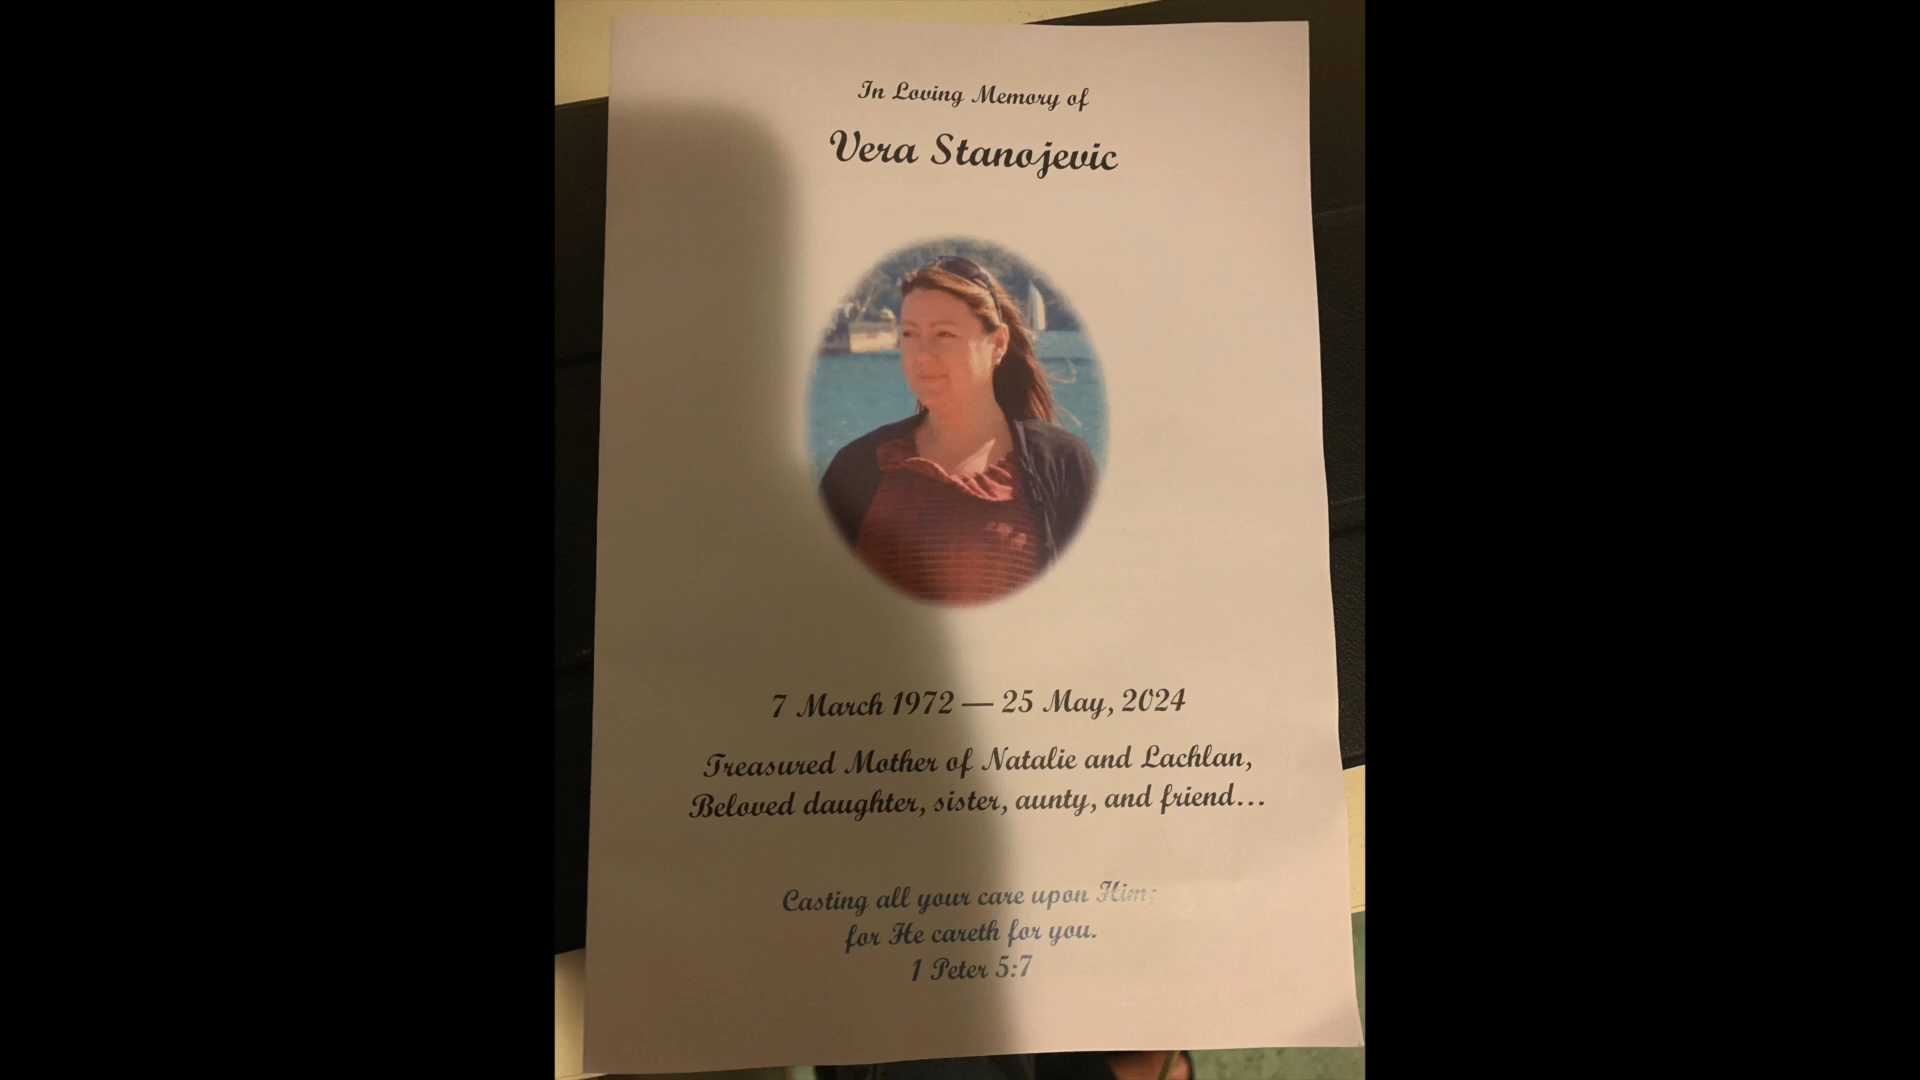 In Loving Memory of
Vera Stanojevic
7 March 1972 — 25 May, 2024
Treasured Mother of Natalie and Lachlan,
Beloved daughter, sister, aunty, and friend...
Casting all your care upon Him;
for He careth for you.
1 Peter 5:7